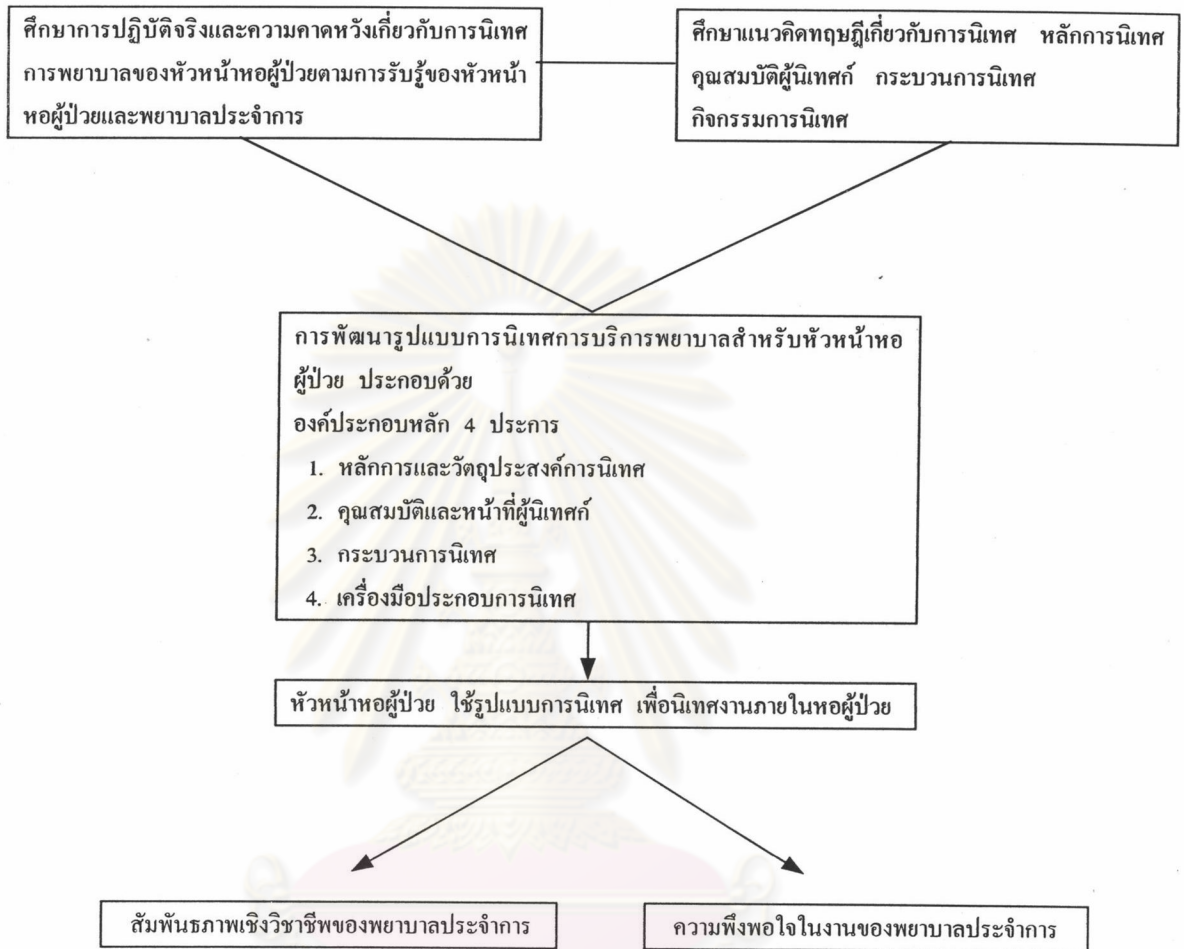 ศึกษาการปฏิบัติจริงและความคาดหวังเกี่ยวกับการนิเทศ
การพยาบาลของหัวหน้าหอผู้ป่วยตามการรับรู้ของหัวหน้า
หอผู้ป่วยและพยาบาลประจำการ
ศึกษาแนวคิดทฤษฎีเกี่ยวกับการนิเทศ หลักการนิเทศ
คุณสมบัติผู้นิเทศก์ กระบวนการนิเทศ
กิจกรรมการนิเทศ
การพัฒนารูปแบบการนิเทศการบริการพยาบาลสำหรับหัวหน้าหอ
ผู้ป่วย ประกอบด้วย
องค์ประกอบหลัก 4 ประการ
1. หลักการและวัตถุประสงค์การนิเทศ
2. คุณสมบัติและหน้าที่ผู้นิเทศก์
3. กระบวนการนิเทศ
4. เครื่องมือประกอบการนิเทศ
หัวหน้าหอผู้ป่วย ใช้รูปแบบการนิเทศ เพื่อนิเทศงานภายในหอผู้ป่วย
สัมพันธภาพเชิงวิชาชีพของพยาบาลประจำการ
ความพึงพอใจในงานของพยาบาลประจำการ